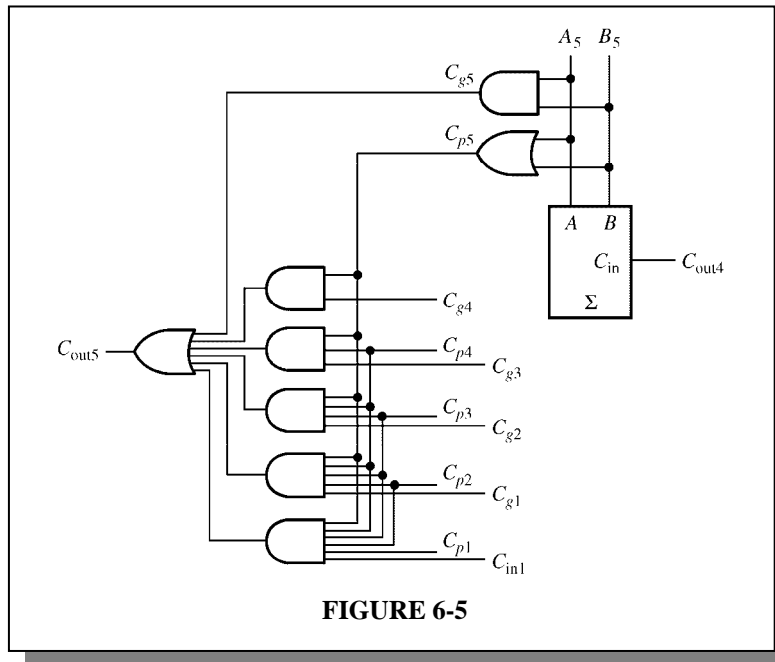 A5 B5
Cg5
Cp5
A B
Cin Cout4
Σ
Cg4
Cout5
Cp4
Cg3
Cp3
Cg2
Cp2
Cg1
Cp1
Cin1
FIGURE 6-5